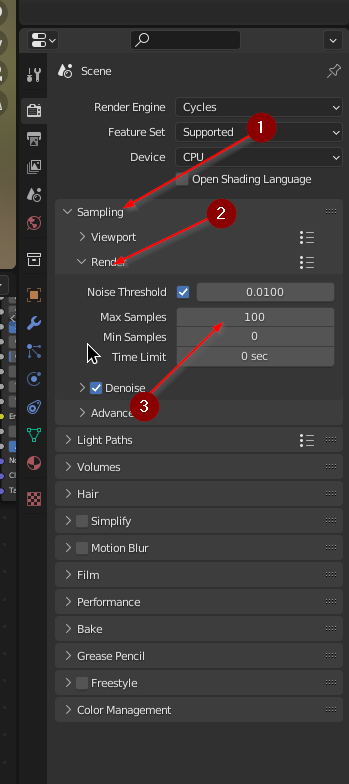 Scene
Render Engine Cycles
Feature Set Supported
1
Device CPU
Open Shading Language
Sampling
2
Viewport
Render
Noise Threshold 0.0100
Max Samples 100
Min Samples 0
Time Limit 0 sec
Denoise
3
Advance
Light Paths
Volumes
Hair
Simplify
Motion Blur
Film
Performance
Bake
Grease Pencil
Freestyle
Color Management